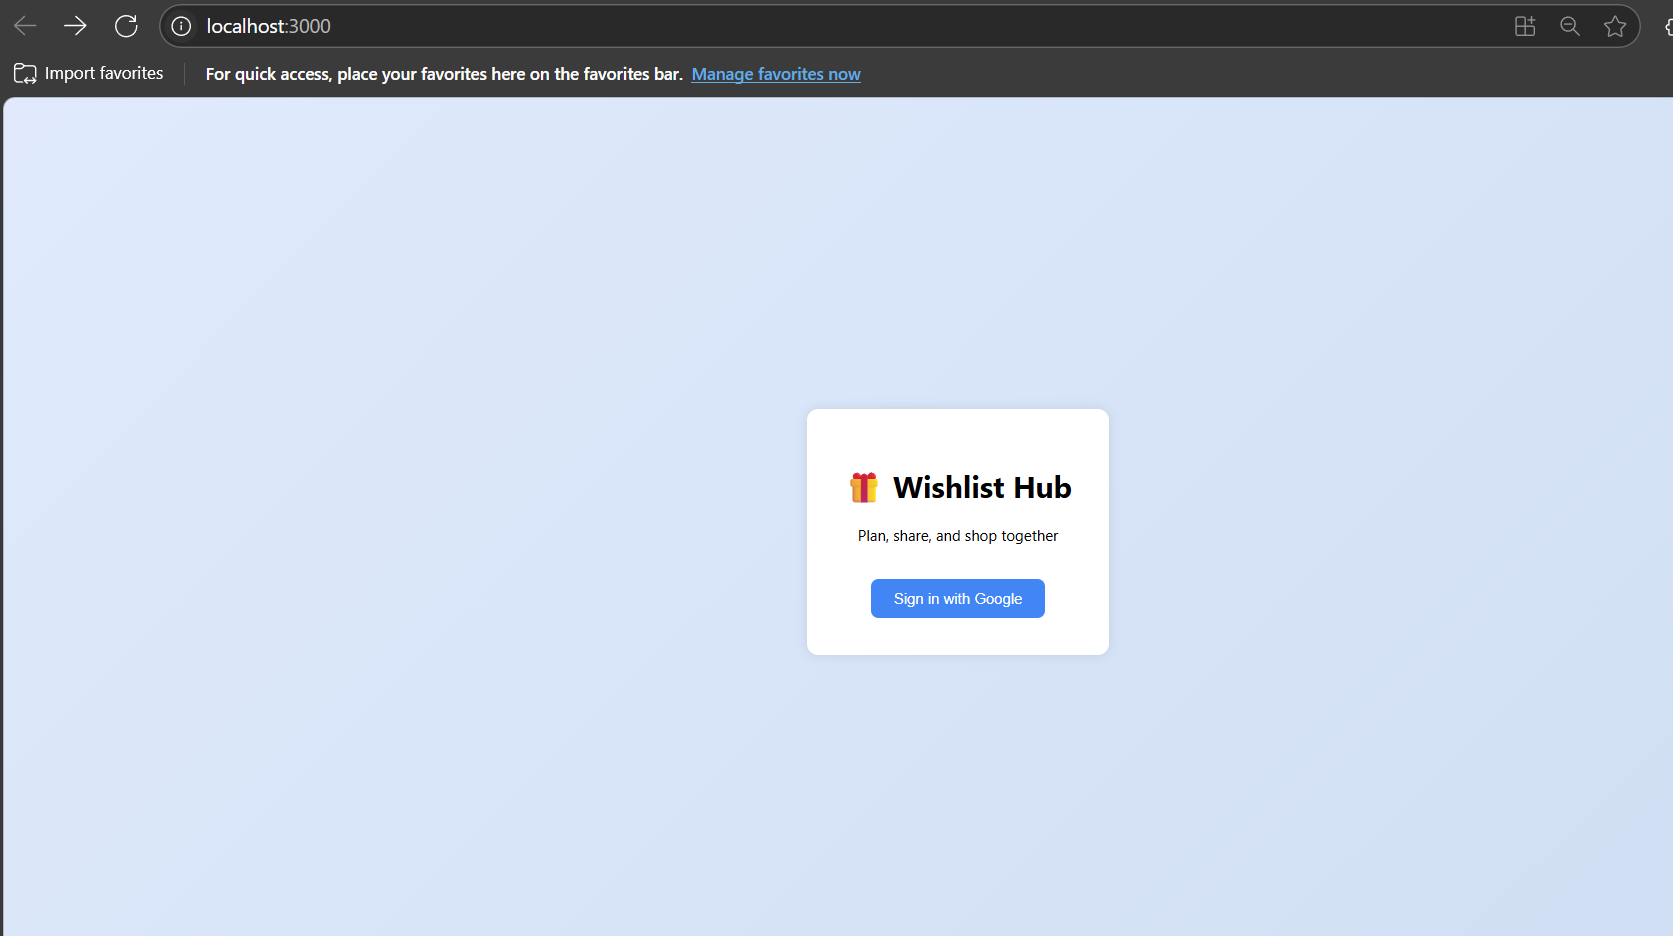 localhost:3000
Import favorites
For quick access, place your favorites here on the favorites bar. Manage favorites now
🎁 Wishlist Hub
Plan, share, and shop together
Sign in with Google